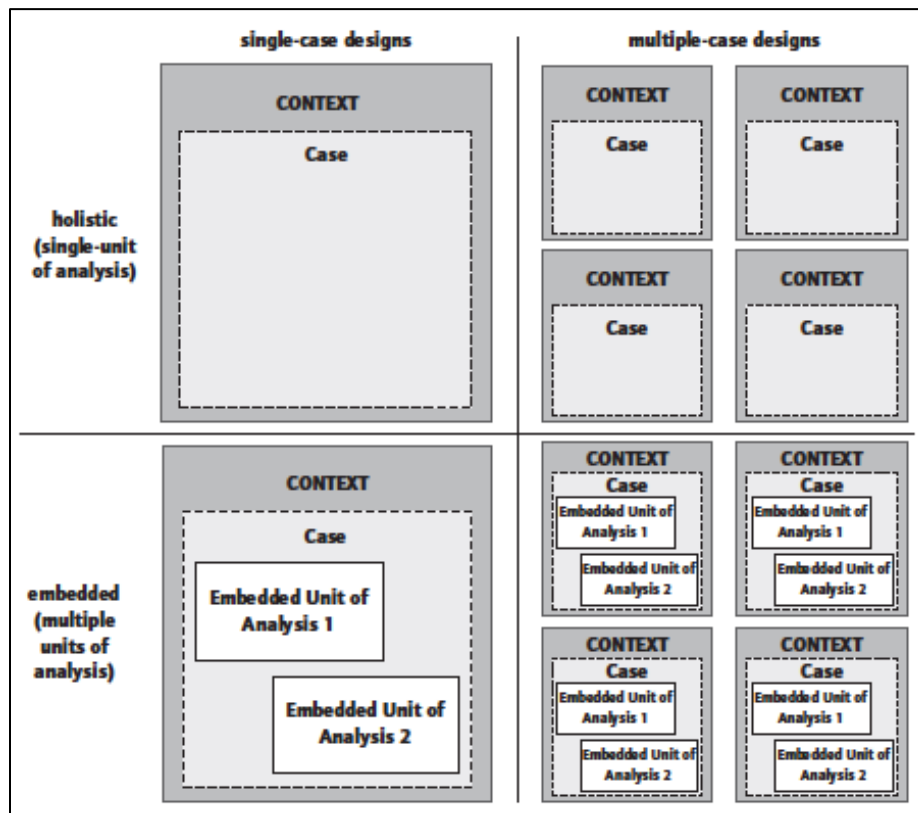 single-case designs
multiple-case designs
holistic
(single-unit
of analysis)
CONTEXT
Case
CONTEXT
Case
CONTEXT
Case
CONTEXT
Case
CONTEXT
Case
embedded
(multiple
units of
analysis)
CONTEXT
Case
Embedded Unit of
Analysis 1
Embedded Unit of
Analysis 2
CONTEXT
Case
Embedded Unit of
Analysis 1
Embedded Unit of
Analysis 2
CONTEXT
Case
Embedded Unit of
Analysis 1
Embedded Unit of
Analysis 2
CONTEXT
Case
Embedded Unit of
Analysis 1
Embedded Unit of
Analysis 2
CONTEXT
Case
Embedded Unit of
Analysis 1
Embedded Unit of
Analysis 2